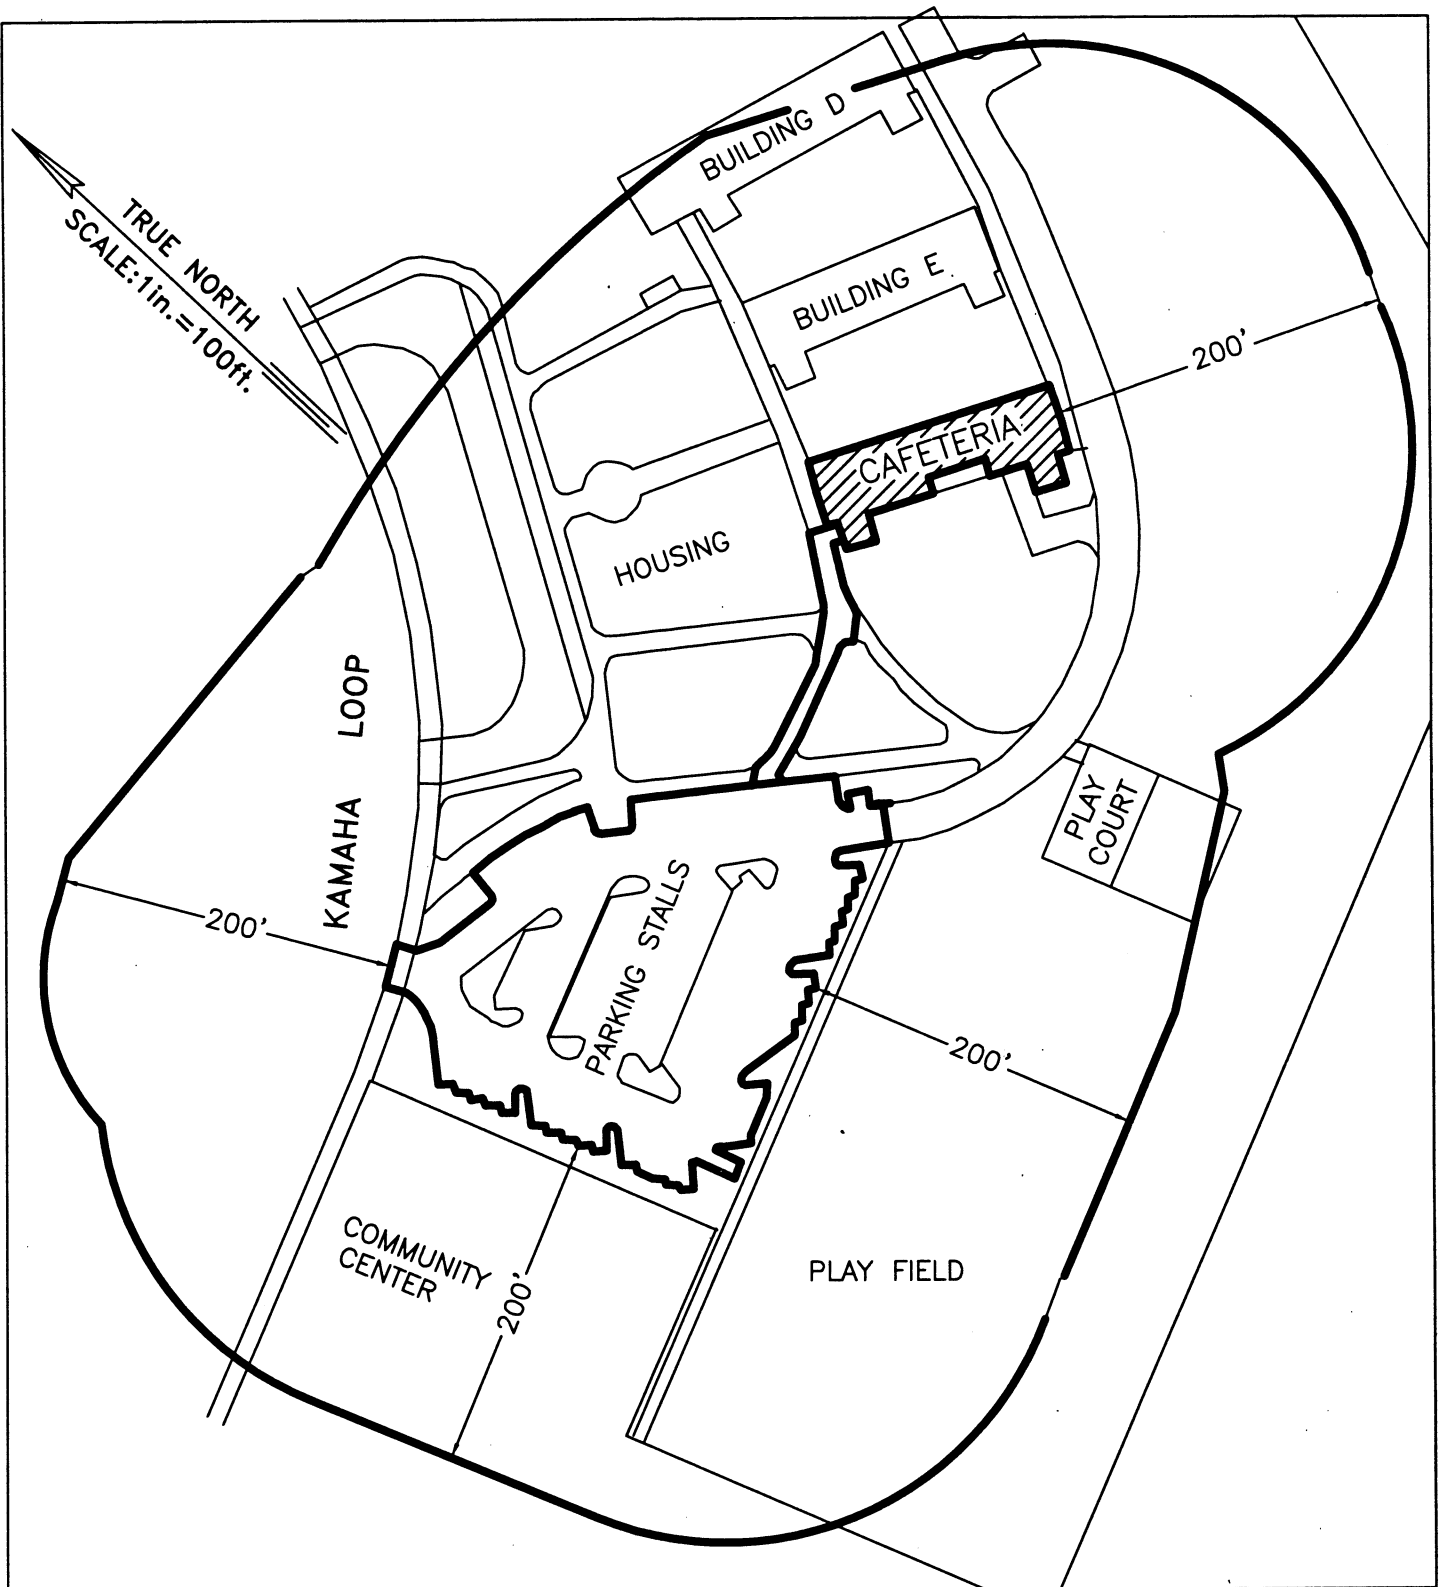 BUILDING D
TRUE NORTH
SCALE:1in.=100ft.
BUILDING E
200'
CAFETERIA
HOUSING
KAMAHA LOOP
PLAY
COURT
PARKING STALLS
200'
200'
COMMUNITY
CENTER
200'
PLAY FIELD